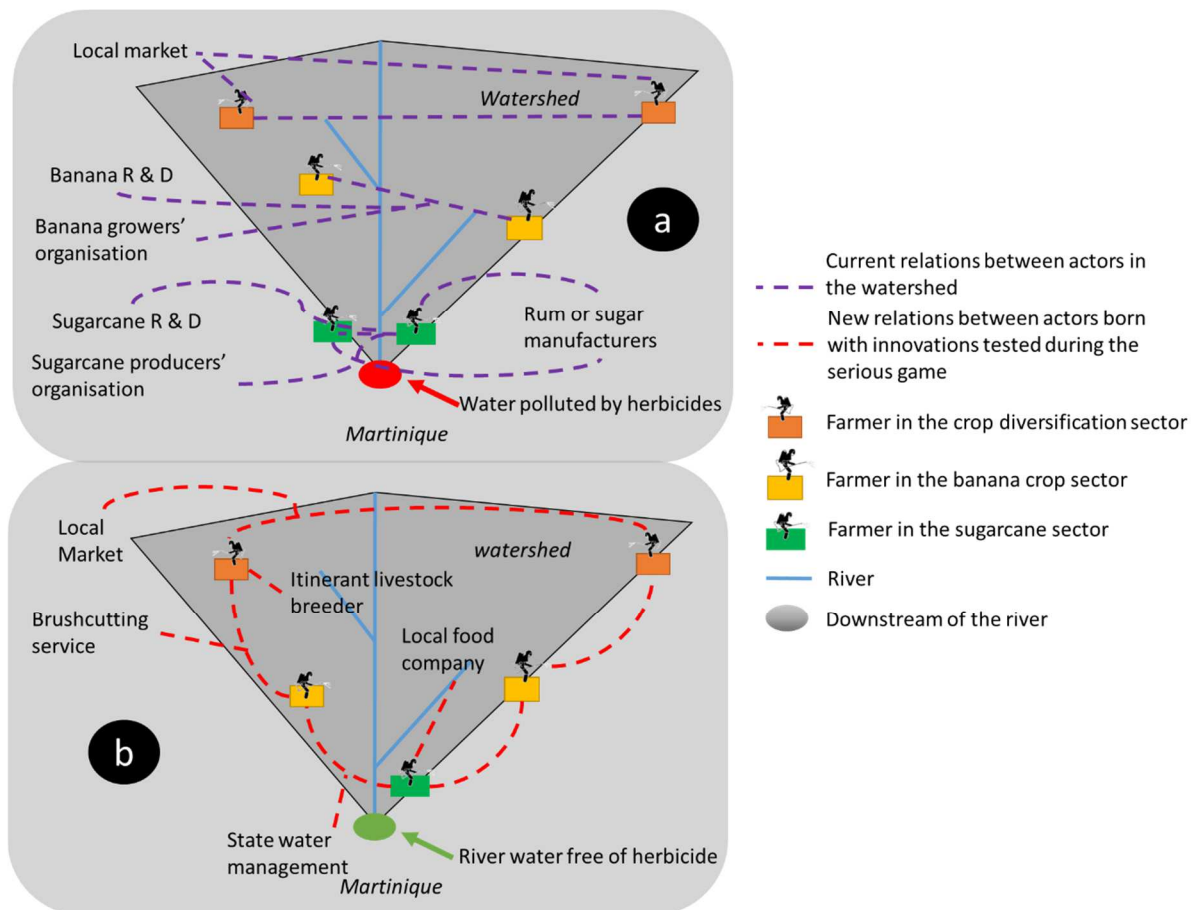 Local market
Watershed
Banana R & D
Banana growers'
organisation
a
Sugarcane R & D
Sugarcane producers'
organisation
Rum or sugar
manufacturers
Water polluted by herbicides
Martinique
Local
Market
watershed
Itinerant livestock
breeder
Brushcutting
service
Local food
company
b
State water
management
River water free of herbicide
Martinique
Current relations between actors in
the watershed
New relations between actors born
with innovations tested during the
serious game
Farmer in the crop diversification sector
Farmer in the banana crop sector
Farmer in the sugarcane sector
River
Downstream of the river